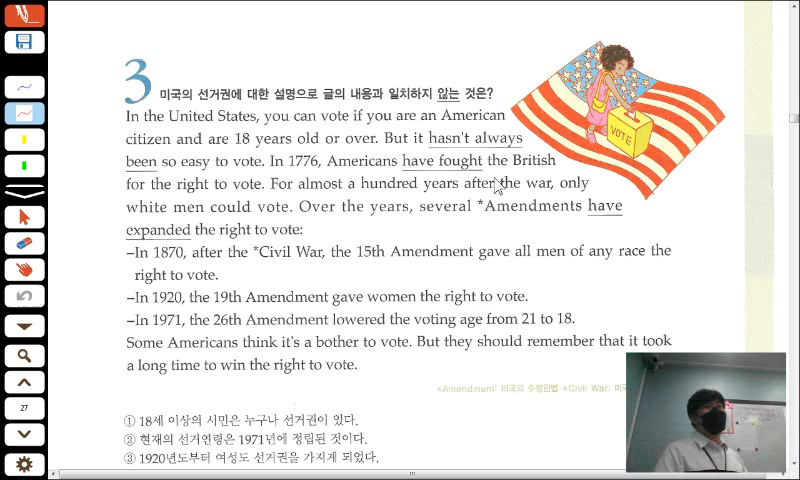 3 미국의 선거권에 대한 설명으로 글의 내용과 일치하지 않는 것은?
In the United States, you can vote if you are an American
citizen and are 18 years old or over. But it hasn't always
been so easy to vote. In 1776, Americans have fought the British
for the right to vote. For almost a hundred years after the war, only
white men could vote. Over the years, several *Amendments have
expanded the right to vote:
–In 1870, after the *Civil War, the 15th Amendment gave all men of any race the
right to vote.
–In 1920, the 19th Amendment gave women the right to vote.
–In 1971, the 26th Amendment lowered the voting age from 21 to 18.
Some Americans think it's a bother to vote. But they should remember that it took
a long time to win the right to vote.
*Amendment: 미국의 수정헌법 *Civil War: 미국
① 18세 이상의 시민은 누구나 선거권이 있다.
② 현재의 선거연령은 1971년에 정립된 것이다.
③ 1920년도부터 여성도 선거권을 가지게 되었다.
VOTE
27